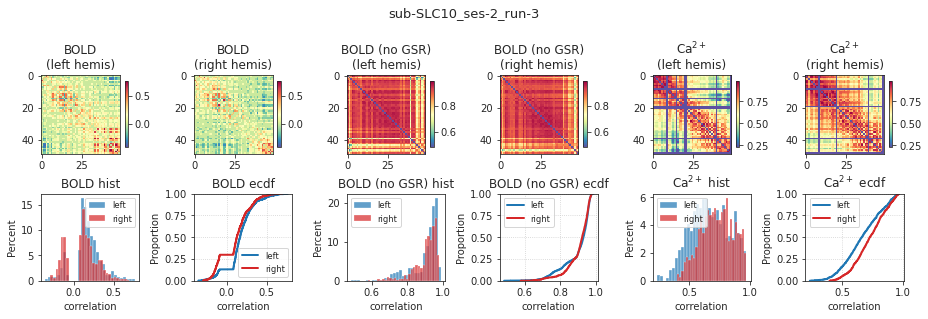 sub-SLC10_ses-2_run-3
BOLD
(left hemis)
BOLD
(right hemis)
BOLD (no GSR)
(left hemis)
BOLD (no GSR)
(right hemis)
Ca²⁺
(left hemis)
Ca²⁺
(right hemis)
0
20
40
0
25
0.5
0.0
0
20
40
0
25
0.5
0.0
0
20
40
0
25
0.8
0.6
0
20
40
0
25
0.8
0.6
0
20
40
0
25
0.75
0.50
0.25
0
20
40
0
25
0.75
0.50
0.25
BOLD hist
Percent
15
10
5
0
0.0
0.5
correlation
left
right
BOLD ecdf
Proportion
1.00
0.75
0.50
0.25
0.00
0.0
0.5
correlation
left
right
BOLD (no GSR) hist
Percent
20
10
0
0.6
0.8
1.0
correlation
left
right
BOLD (no GSR) ecdf
Proportion
1.00
0.75
0.50
0.25
0.00
0.6
0.8
1.0
correlation
left
right
Ca²⁺ hist
Percent
6
4
2
0
0.5
1.0
correlation
left
right
Ca²⁺ ecdf
Proportion
1.00
0.75
0.50
0.25
0.00
0.5
1.0
correlation
left
right